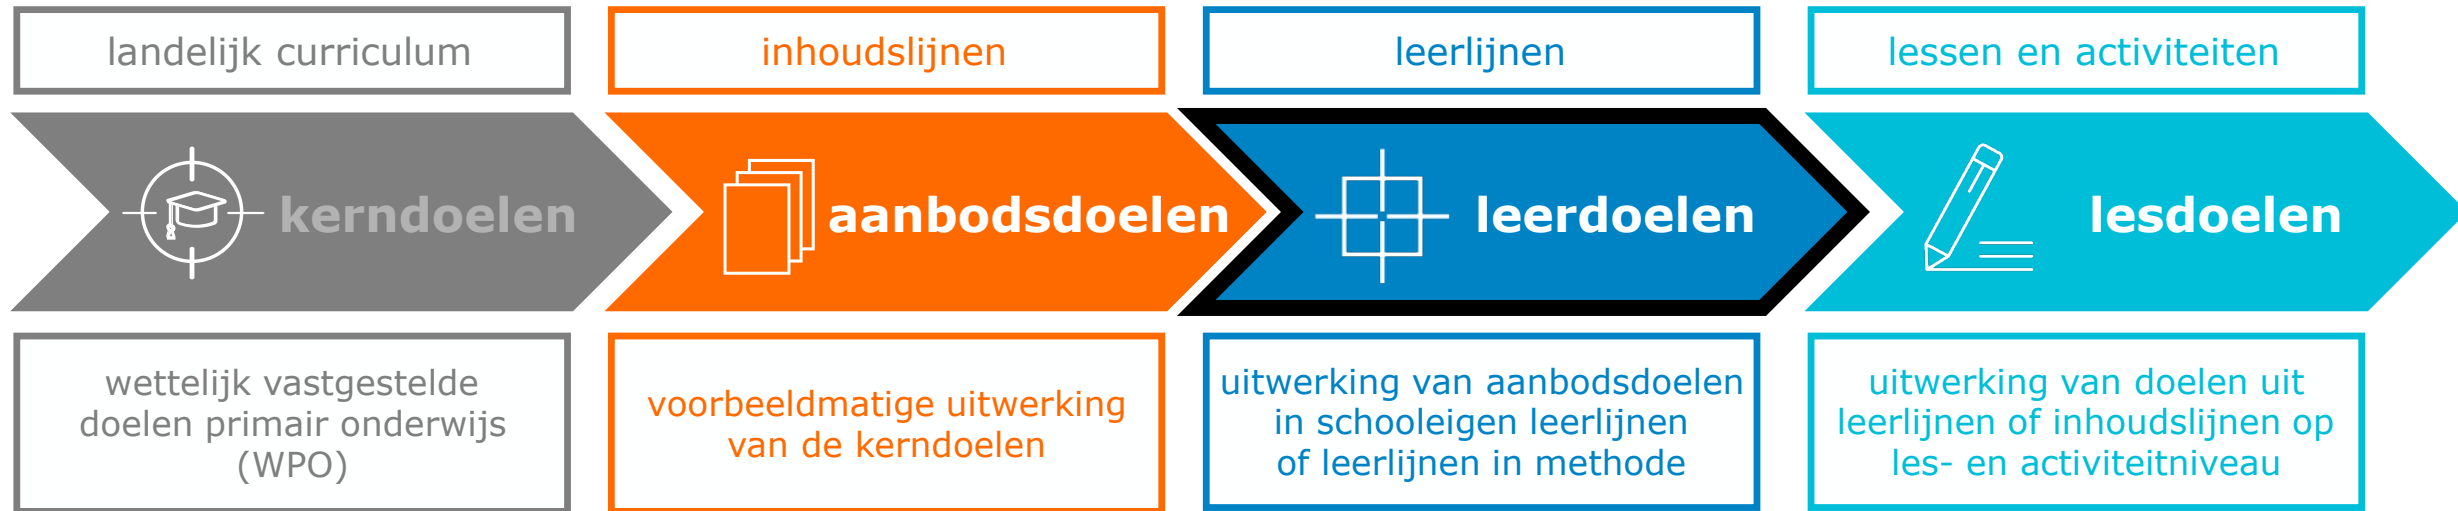 landelijk curriculum
inhoudslijnen
leerlijnen
lessen en activiteiten
kerndoelen
aanbodsdoelen
leerdoelen
lesdoelen
wettelijk vastgestelde
doelen primair onderwijs
(WPO)
voorbeeldmatige uitwerking
van de kerndoelen
uitwerking van aanbodsdoelen
in schooleigen leerlijnen
of leerlijnen in methode
uitwerking van doelen uit
leerlijnen of inhoudslijnen op
les- en activiteitniveau